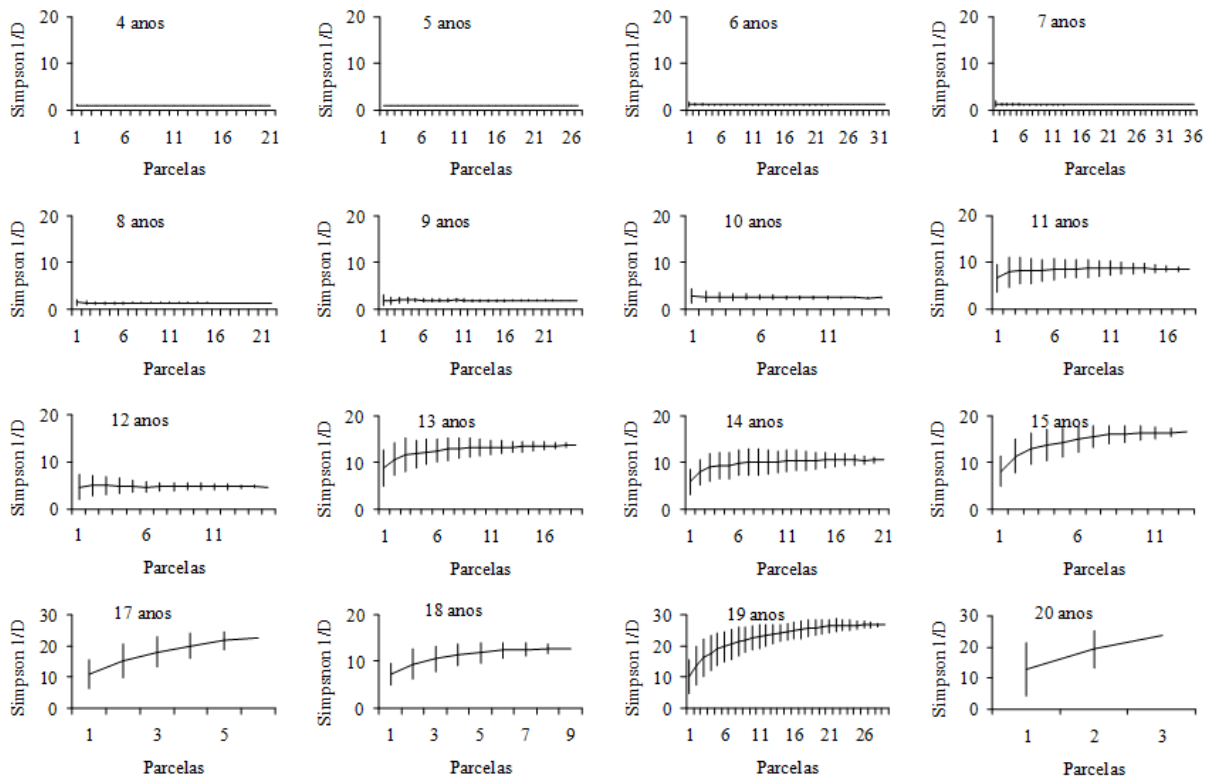 4 anos
Simpson 1/D
20
10
0
1 6 11 16 21
Parcelas
5 anos
Simpson 1/D
20
10
0
1 6 11 16 21 26
Parcelas
6 anos
Simpson 1/D
20
10
0
1 6 11 16 21 26 31
Parcelas
7 anos
Simpson 1/D
20
10
0
1 6 11 16 21 26 31 36
Parcelas
8 anos
Simpson 1/D
20
10
0
1 6 11 16 21
Parcelas
9 anos
Simpson 1/D
20
10
0
1 6 11 16 21
Parcelas
10 anos
Simpson 1/D
20
10
0
1 6 11
Parcelas
11 anos
Simpson 1/D
20
10
0
1 6 11 16
Parcelas
12 anos
Simpson 1/D
20
10
0
1 6 11
Parcelas
13 anos
Simpson 1/D
20
10
0
1 6 11 16
Parcelas
14 anos
Simpson 1/D
20
10
0
1 6 11 16 21
Parcelas
15 anos
Simpson 1/D
20
10
0
1 6 11
Parcelas
17 anos
Simpson 1/D
30
20
10
0
1 3 5
Parcelas
18 anos
Simpson 1/D
20
10
0
1 3 5 7 9
Parcelas
19 anos
Simpson 1/D
30
20
10
0
1 6 11 16 21 26
Parcelas
20 anos
Simpson 1/D
30
20
10
0
1 2 3
Parcelas